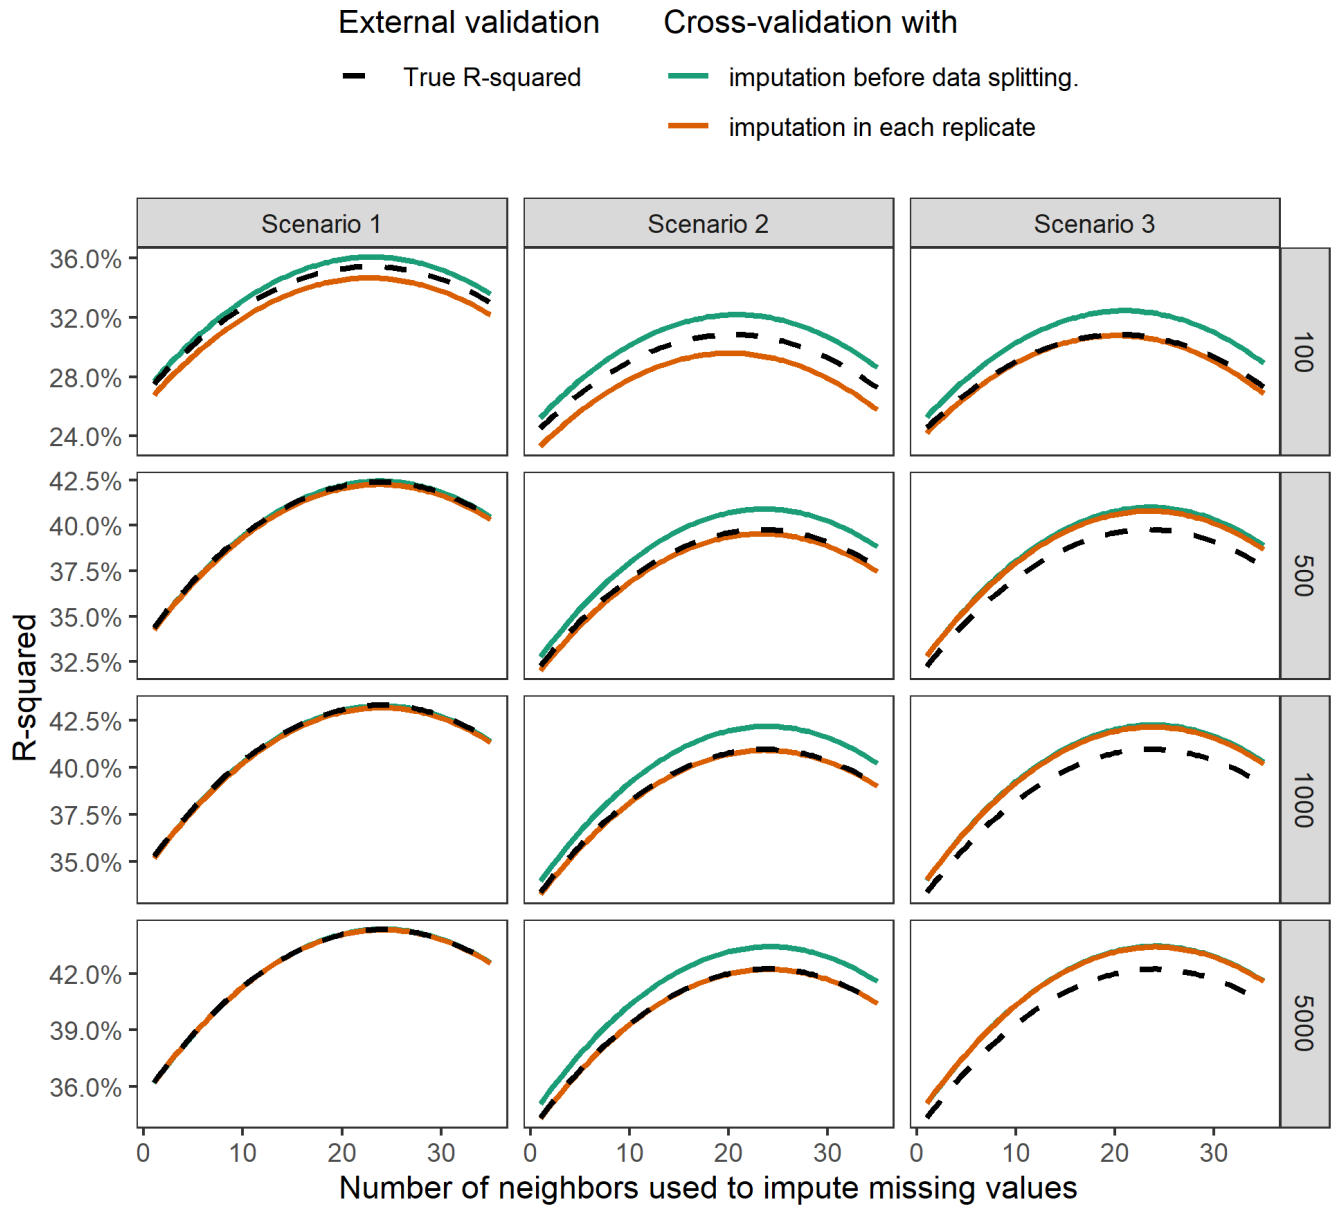 External validation Cross-validation with
True R-squared imputation before data splitting.
imputation in each replicate
Scenario 1 Scenario 2 Scenario 3
36.0%
32.0%
28.0%
24.0%
100
42.5%
40.0%
37.5%
35.0%
32.5%
500
R-squared
42.5%
40.0%
37.5%
35.0%
1000
42.0%
39.0%
36.0%
5000
0 10 20 30 0 10 20 30 0 10 20 30
Number of neighbors used to impute missing values